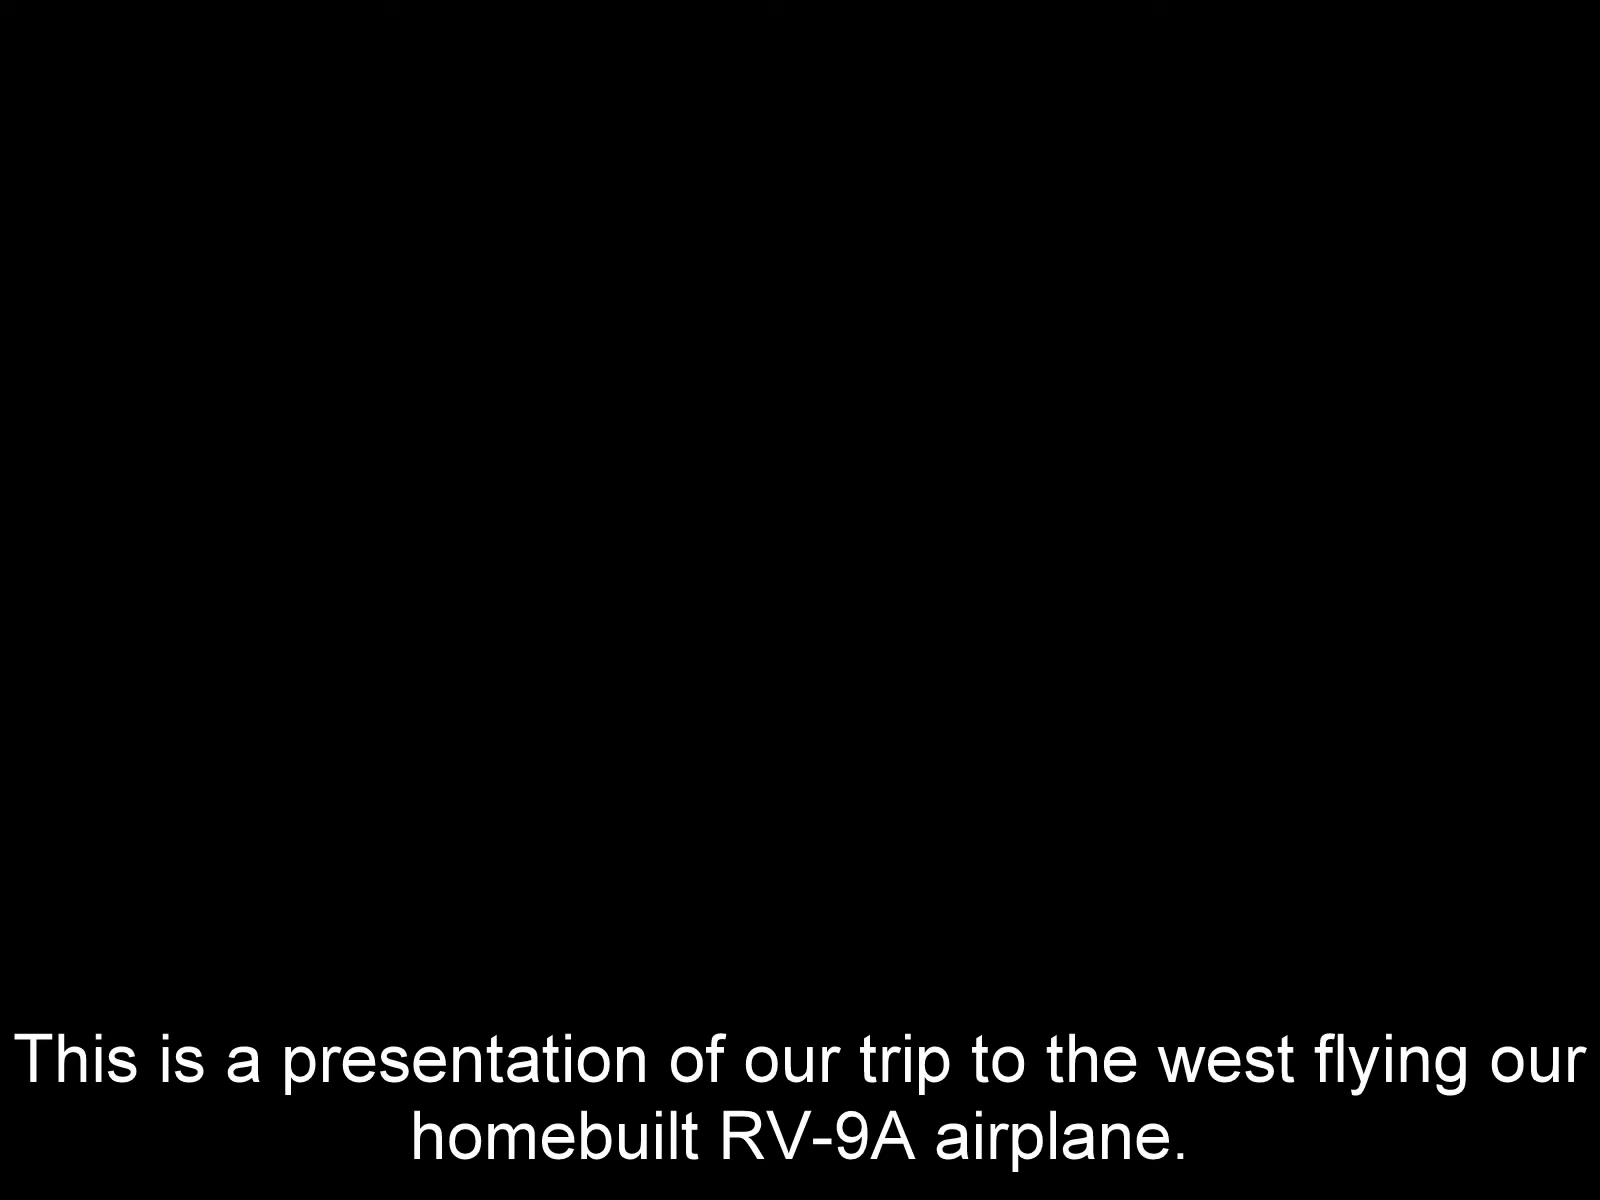 This is a presentation of our trip to the west flying our
homebuilt RV-9A airplane.